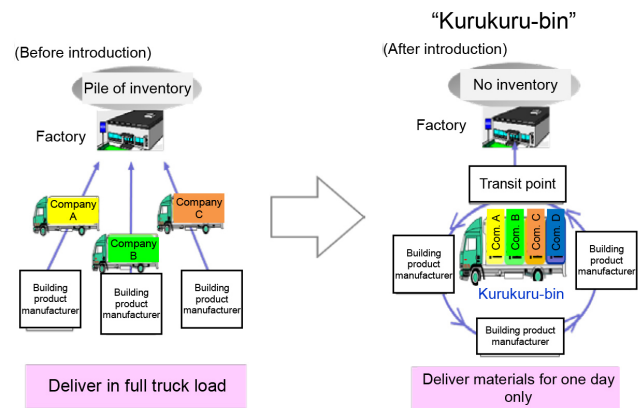 “Kurukuru-bin”
(Before introduction)
Pile of inventory
Factory
Company
A
Company
B
Company
C
Building
product
manufacturer
Building
product
manufacturer
Building
product
manufacturer
Deliver in full truck load
(After introduction)
No inventory
Factory
Transit point
Com. A
Com. B
Com. C
Com. D
Building
product
manufacturer
Building
product
manufacturer
Kurukuru-bin
Building product
manufacturer
Deliver materials for one day
only